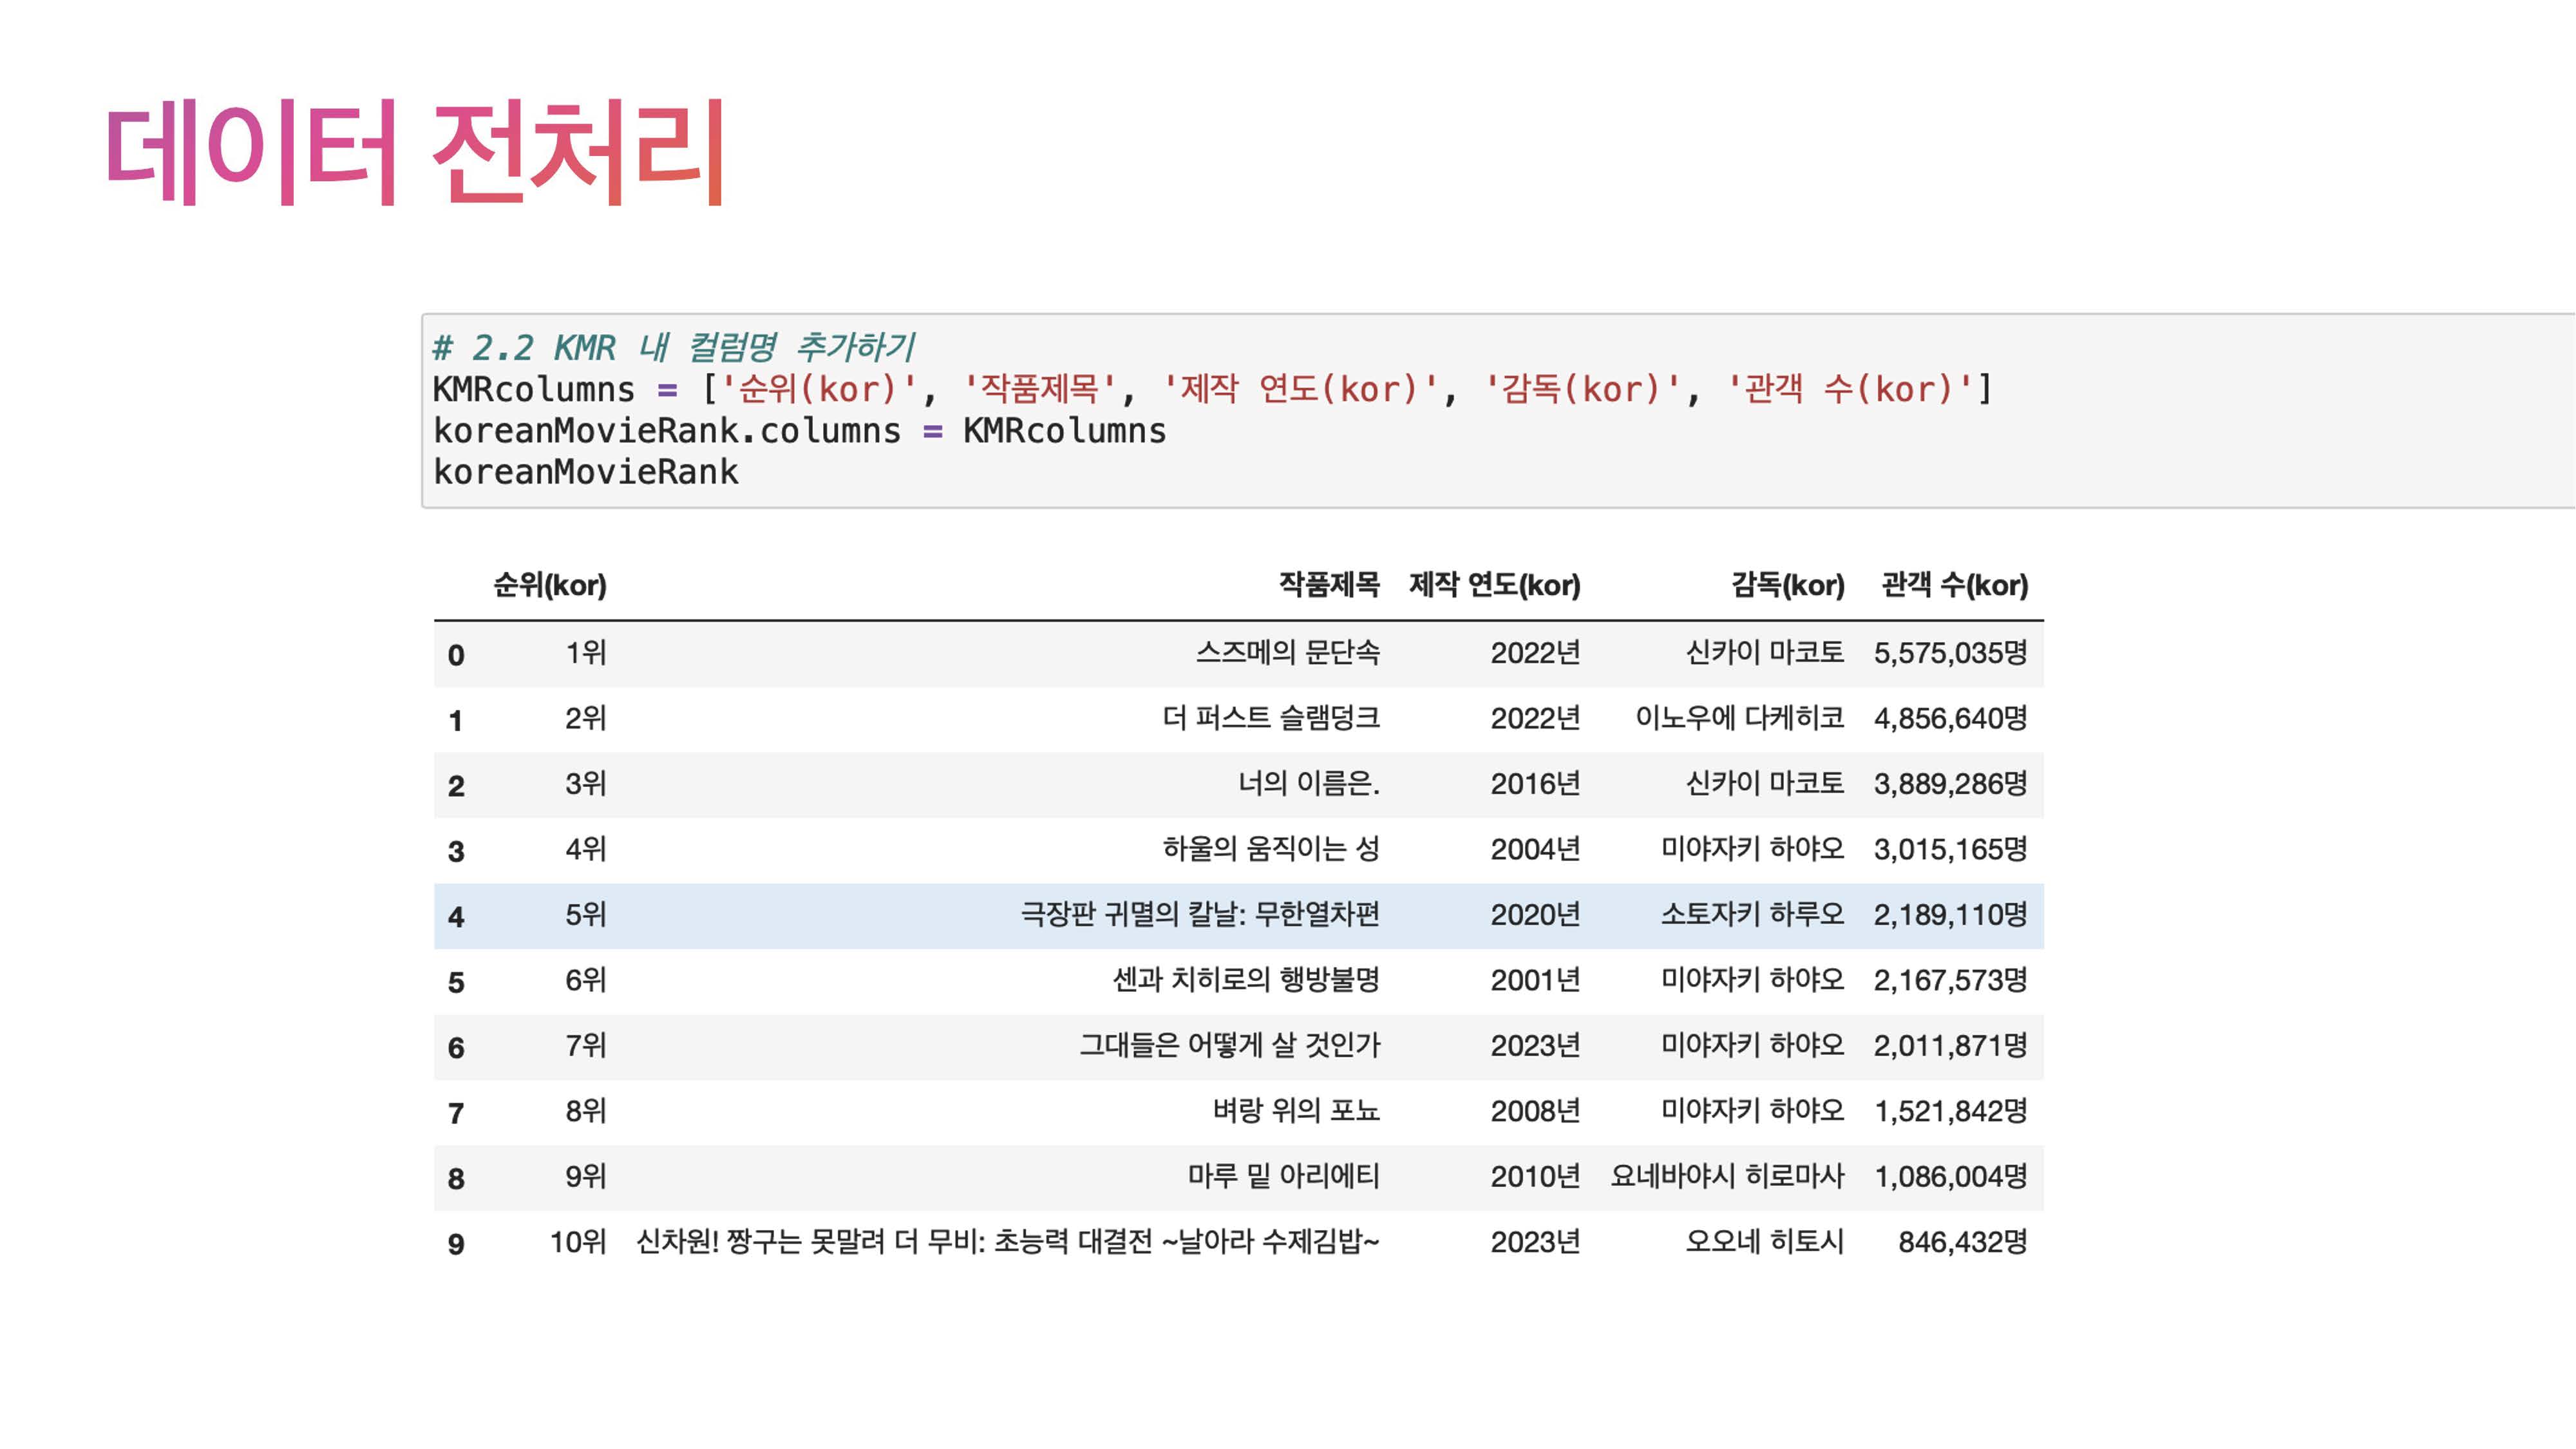 데이터 전처리
# 2.2 KMR 내 컬럼명 추가하기
KMRcolumns = ['순위(kor)', '작품제목', '제작 연도(kor)', '감독(kor)', '관객 수(kor)']
koreanMovieRank.columns = KMRcolumns
koreanMovieRank
순위(kor) 작품제목 제작 연도(kor) 감독(kor) 관객 수(kor)
0 1위 스즈메의 문단속 2022년 신카이 마코토 5,575,035명
1 2위 더 퍼스트 슬램덩크 2022년 이노우에 다케히코 4,856,640명
2 3위 너의 이름은. 2016년 신카이 마코토 3,889,286명
3 4위 하울의 움직이는 성 2004년 미야자키 하야오 3,015,165명
4 5위 극장판 귀멸의 칼날: 무한열차편 2020년 소토자키 하루오 2,189,110명
5 6위 센과 치히로의 행방불명 2001년 미야자키 하야오 2,167,573명
6 7위 그대들은 어떻게 살 것인가 2023년 미야자키 하야오 2,011,871명
7 8위 벼랑 위의 포뇨 2008년 미야자키 하야오 1,521,842명
8 9위 마루 밑 아리에티 2010년 요네바야시 히로마사 1,086,004명
9 10위 신차원! 짱구는 못말려 더 무비: 초능력 대결전 ~날아라 수제김밥~ 2023년 오오네 히토시 846,432명